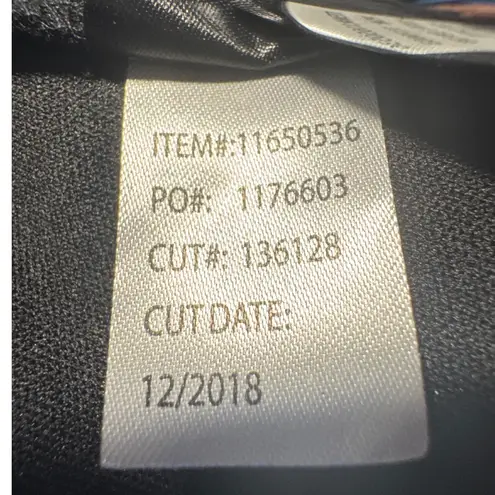 ITEM#:11650536
PO#: 1176603
CUT#: 136128
CUT DATE:
12/2018